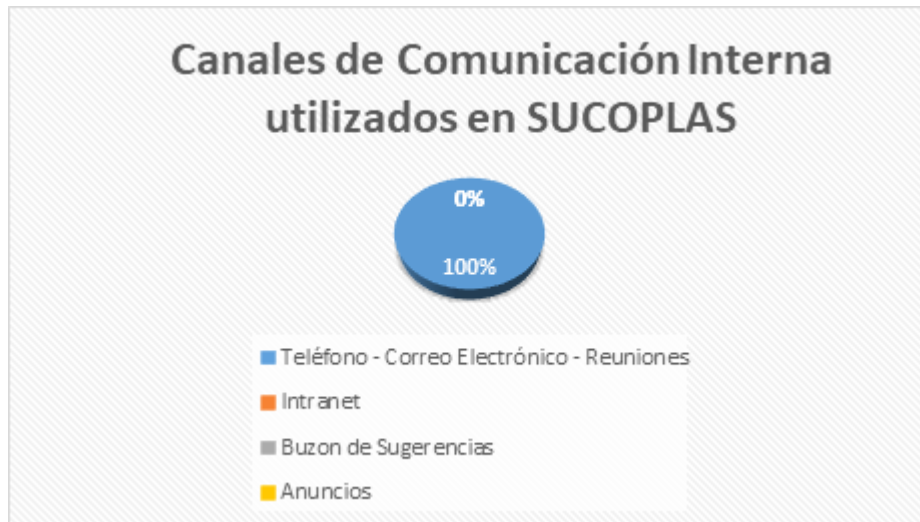 Canales de Comunicación Interna
utilizados en SUCOPLAS
0%
100%
Teléfono - Correo Electrónico - Reuniones
Intranet
Buzon de Sugerencias
Anuncios